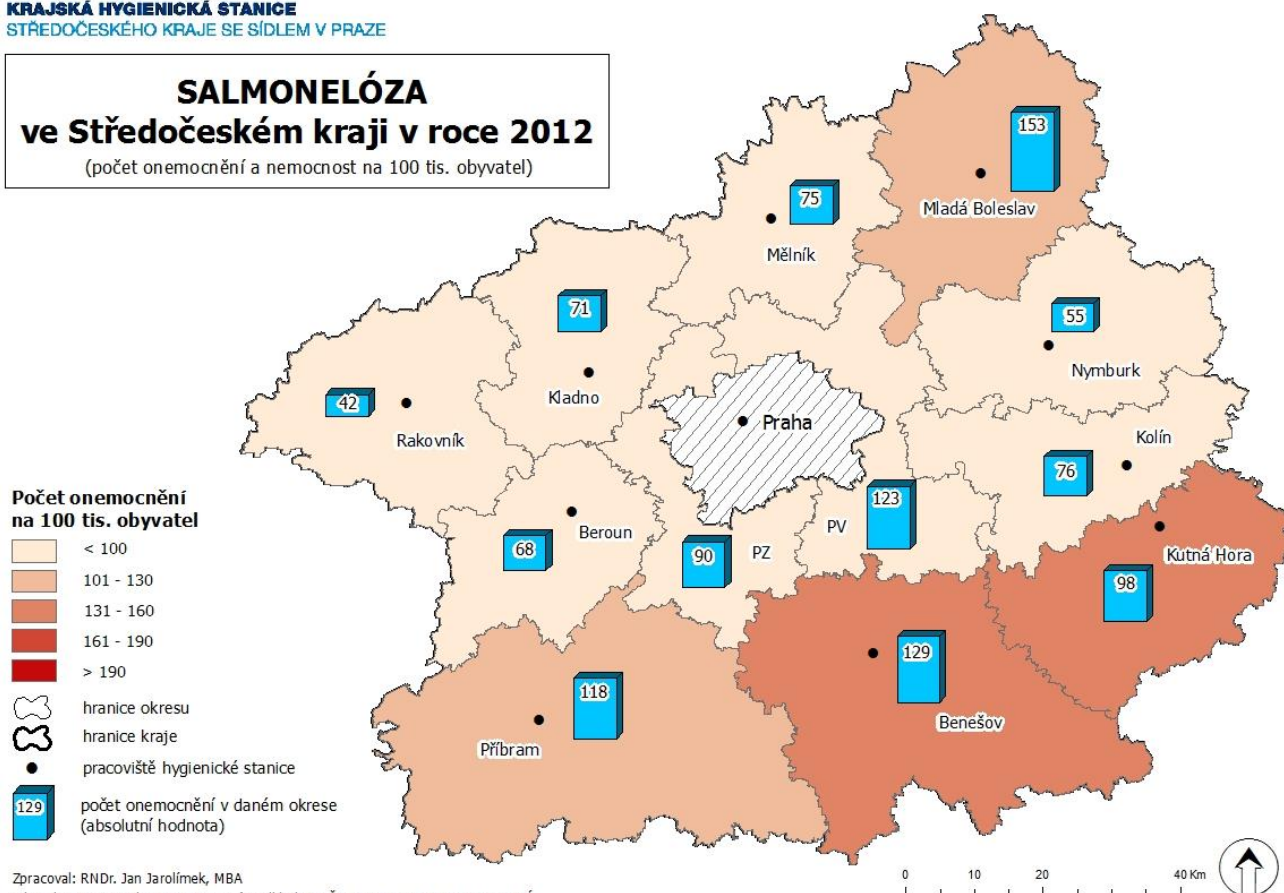 KRAJSKÁ HYGIENICKÁ STANICE
STŘEDOČESKÉHO KRAJE SE SÍDLEM V PRAZE
SALMONELÓZA
ve Středočeském kraji v roce 2012
(počet onemocnění a nemocnost na 100 tis. obyvatel)
153
Mladá Boleslav
75
Mělník
71
Kladno
55
Nymburk
42
Rakovník
Praha
Kolín
76
123
PV
Beroun
68
90
PZ
Kutná Hora
98
129
Benešov
118
Příbram
Počet onemocnění
na 100 tis. obyvatel
< 100
101 - 130
131 - 160
161 - 190
> 190
hranice okresu
hranice kraje
pracoviště hygienické stanice
129
počet onemocnění v daném okrese
(absolutní hodnota)
Zpracoval: RNDr. Jan Jarolímek, MBA
0 10 20 40 Km